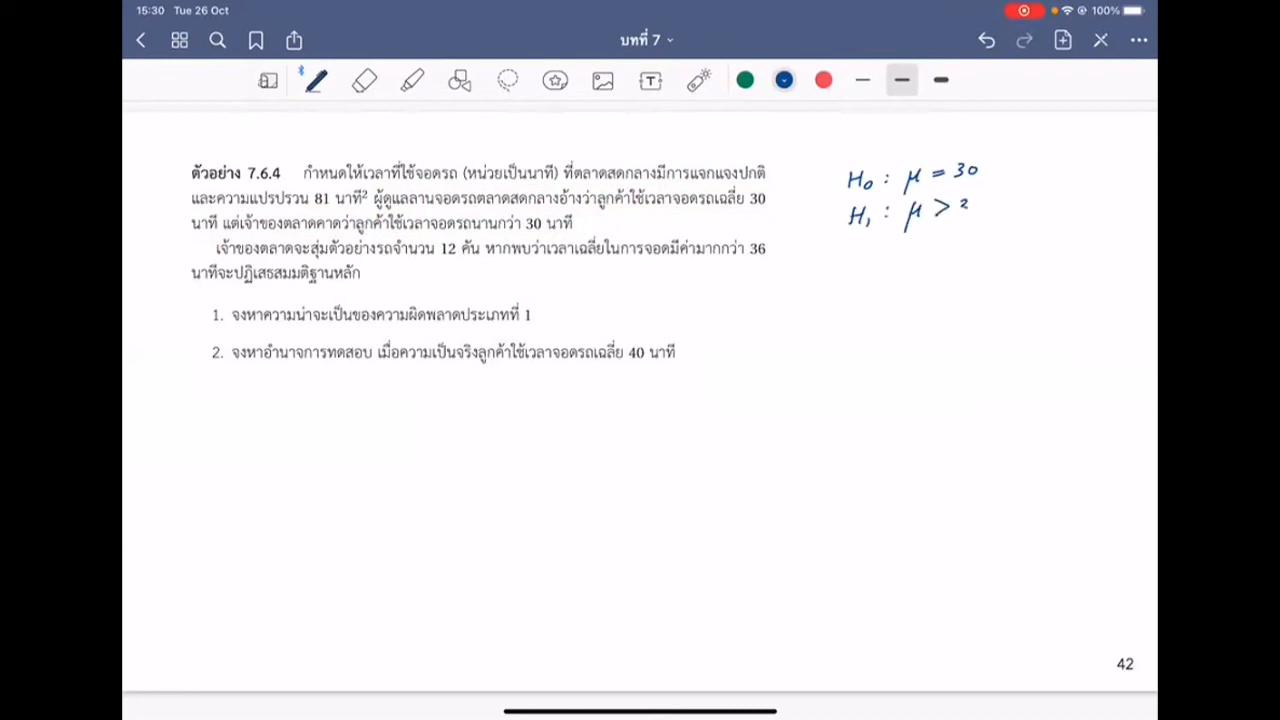 15:30 Tue 26 Oct
100%
บทที่ 7
T
ตัวอย่าง 7.6.4 กำหนดให้เวลาที่ใช้จอดรถ (หน่วยเป็นนาที) ที่ตลาดสดกลางมีการแจกแจงปกติ
และความแปรปรวน 81 นาที² ผู้ดูแลลานจอดรถตลาดสดกลางอ้างว่าลูกค้าใช้เวลาจอดรถเฉลี่ย 30
นาที แต่เจ้าของตลาดคาดว่าลูกค้าใช้เวลาจอดรถนานกว่า 30 นาที
เจ้าของตลาดจะสุ่มตัวอย่างรถจำนวน 12 คัน หากพบว่าเวลาเฉลี่ยในการจอดมีค่ามากกว่า 36
นาทีจะปฏิเสธสมมติฐานหลัก
1. จงหาความน่าจะเป็นของความผิดพลาดประเภทที่ 1
2. จงหาอำนาจการทดสอบ เมื่อความเป็นจริงลูกค้าใช้เวลาจอดรถเฉลี่ย 40 นาที
H₀ : μ = 30
H₁ : μ >
42